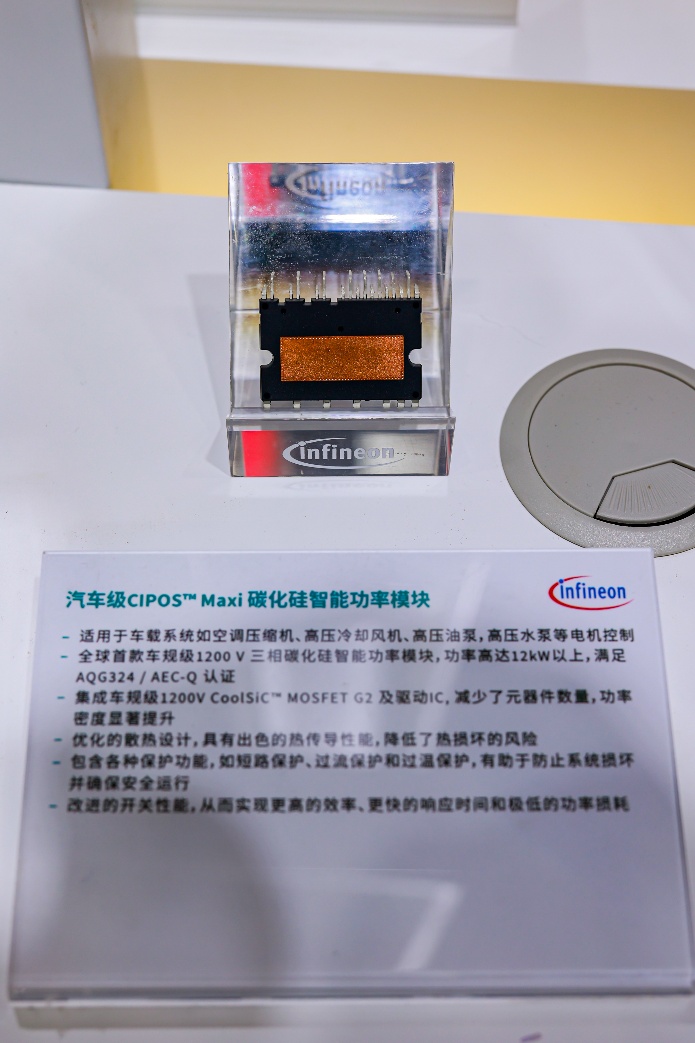 infineon
infineon
汽车级CIPOS™ Maxi 碳化硅智能功率模块
infineon
– 适用于车载系统如空调压缩机、高压冷却风机、高压油泵，高压水泵等电机控制
– 全球首款车规级1200 V 三相碳化硅智能功率模块，功率高达12kW以上，满足
AQG324 / AEC-Q 认证
– 集成车规级1200V CoolSiC™ MOSFET G2 及驱动IC, 减少了元器件数量，功率
密度显著提升
– 优化的散热设计，具有出色的热传导性能，降低了热损坏的风险
– 包含各种保护功能，如短路保护、过流保护和过温保护，有助于防止系统损坏
并确保安全运行
– 改进的开关性能，从而实现更高的效率、更快的响应时间和极低的功率损耗